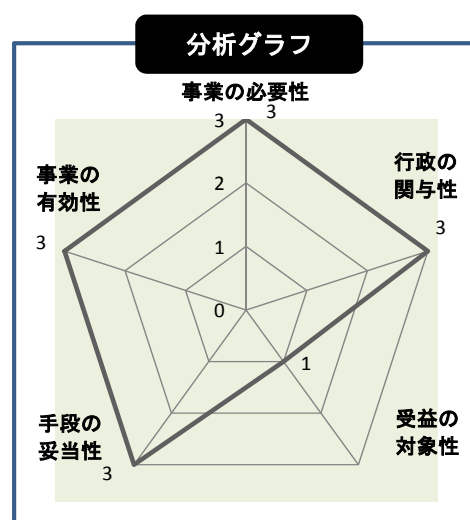 分析グラフ
事業の必要性
3
3
行政の
関与性
3
事業の
有効性
3
2
1
0
1
受益の
対象性
手段の
妥当性
3